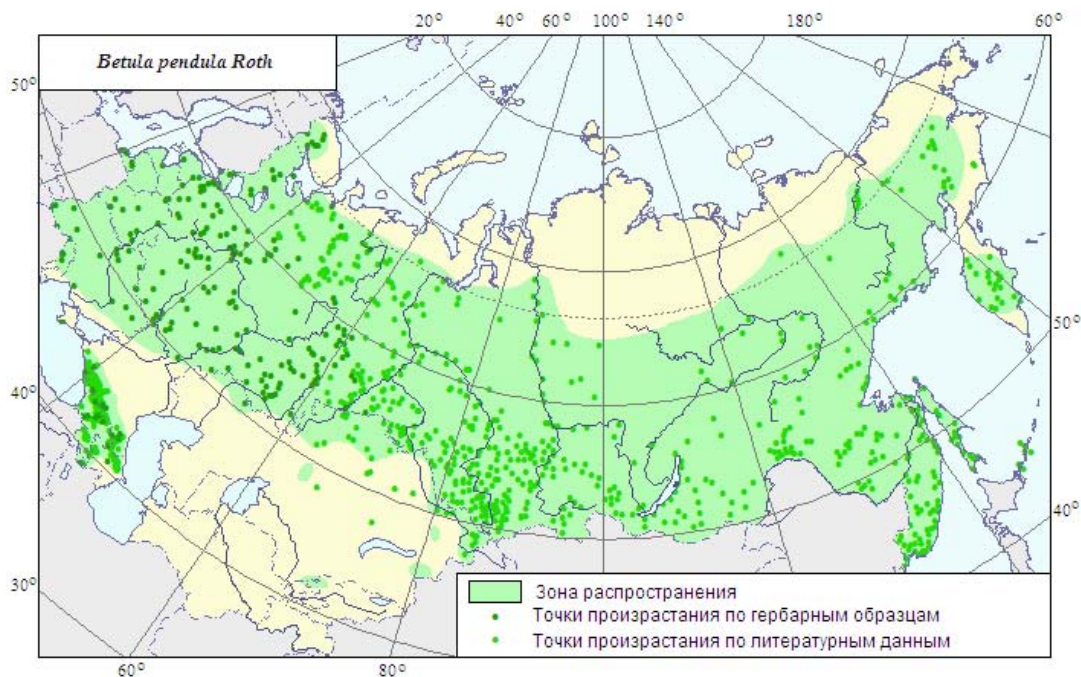 20° 40° 60° 100° 140° 180° 60°
Betula pendula Roth
50°
50°
40°
40°
30°
Зона распространения
Точки произрастания по гербарным образцам
Точки произрастания по литературным данным
60° 80°